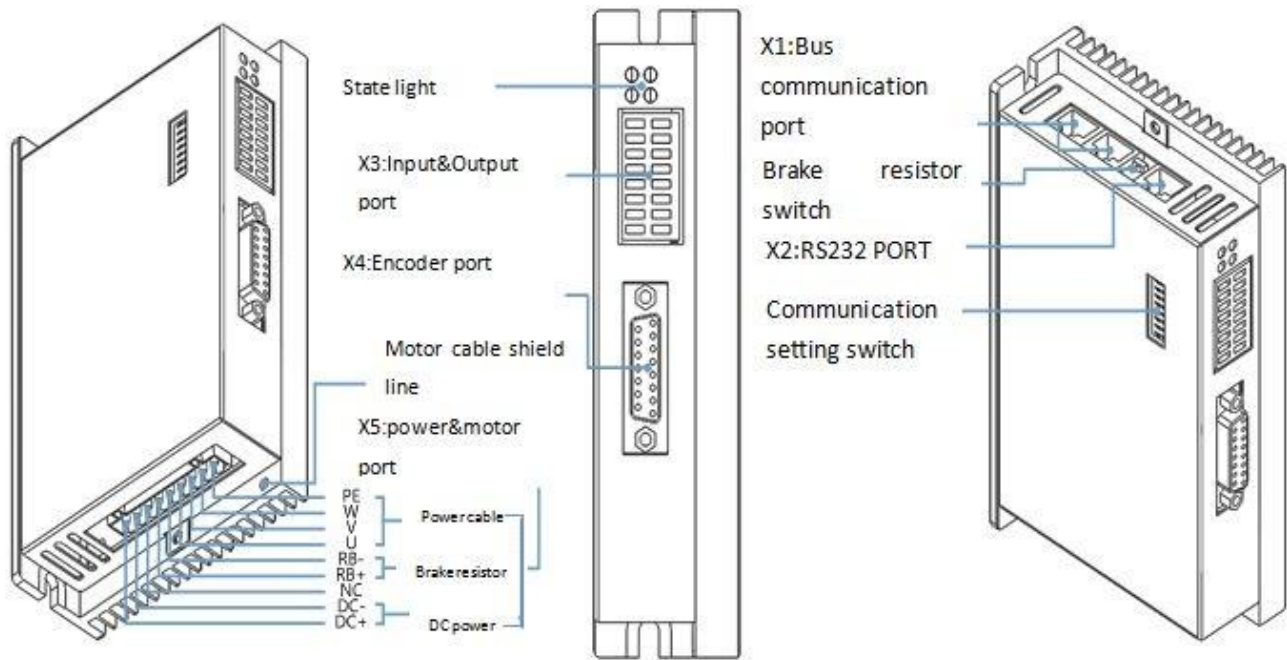 State light
X3:Input&Output
port
X4:Encoder port
Motor cable shield
line
X5:power&motor
port
PE
W
V
U
RB-
RB+
NC
DC-
DC+
Power cable
Brake resistor
DC power
X1:Bus
communication
port
Brake resistor
switch
X2:RS232 PORT
Communication
setting switch